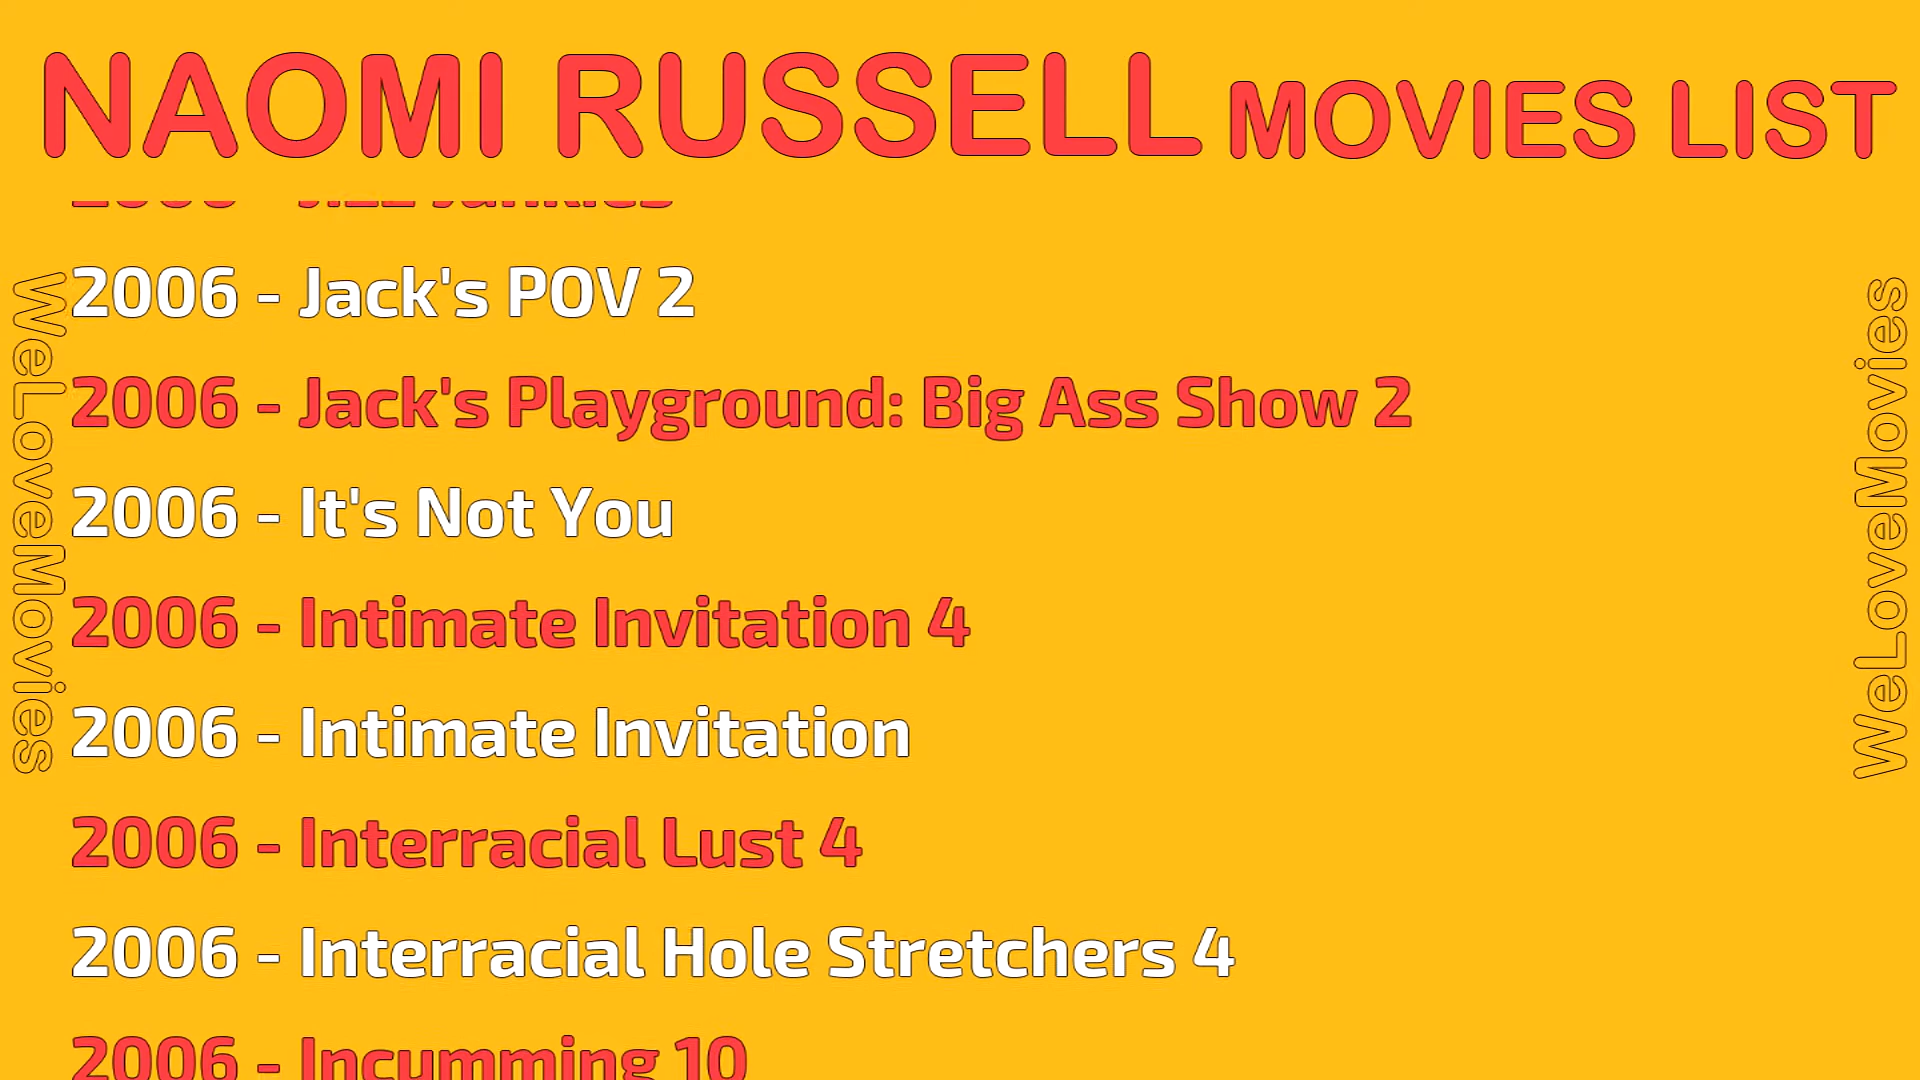 NAOMI RUSSELL MOVIES LIST
2006 - Jack's POV 2
2006 - Jack's Playground: Big Ass Show 2
2006 - It's Not You
2006 - Intimate Invitation 4
2006 - Intimate Invitation
2006 - Interracial Lust 4
2006 - Interracial Hole Stretchers 4
2006 - Incumming 10
WeLoveMovies
WeLoveMovies